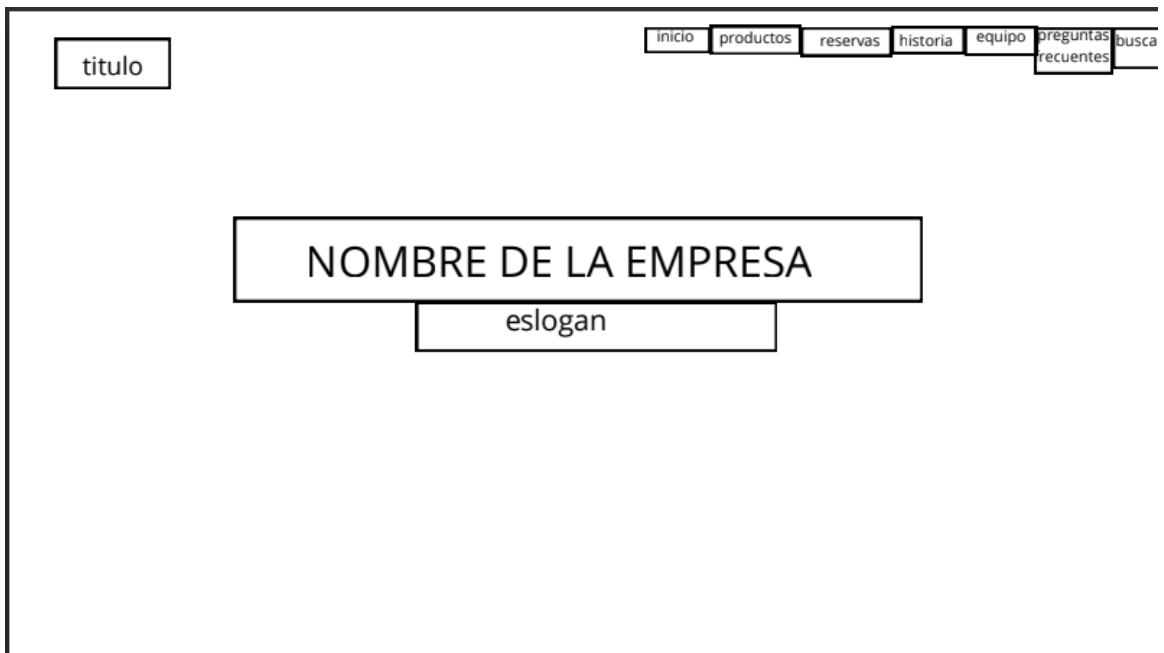 titulo
inicio
productos
reservas
historia
equipo
preguntas
frecuentes
busca
NOMBRE DE LA EMPRESA
eslogan